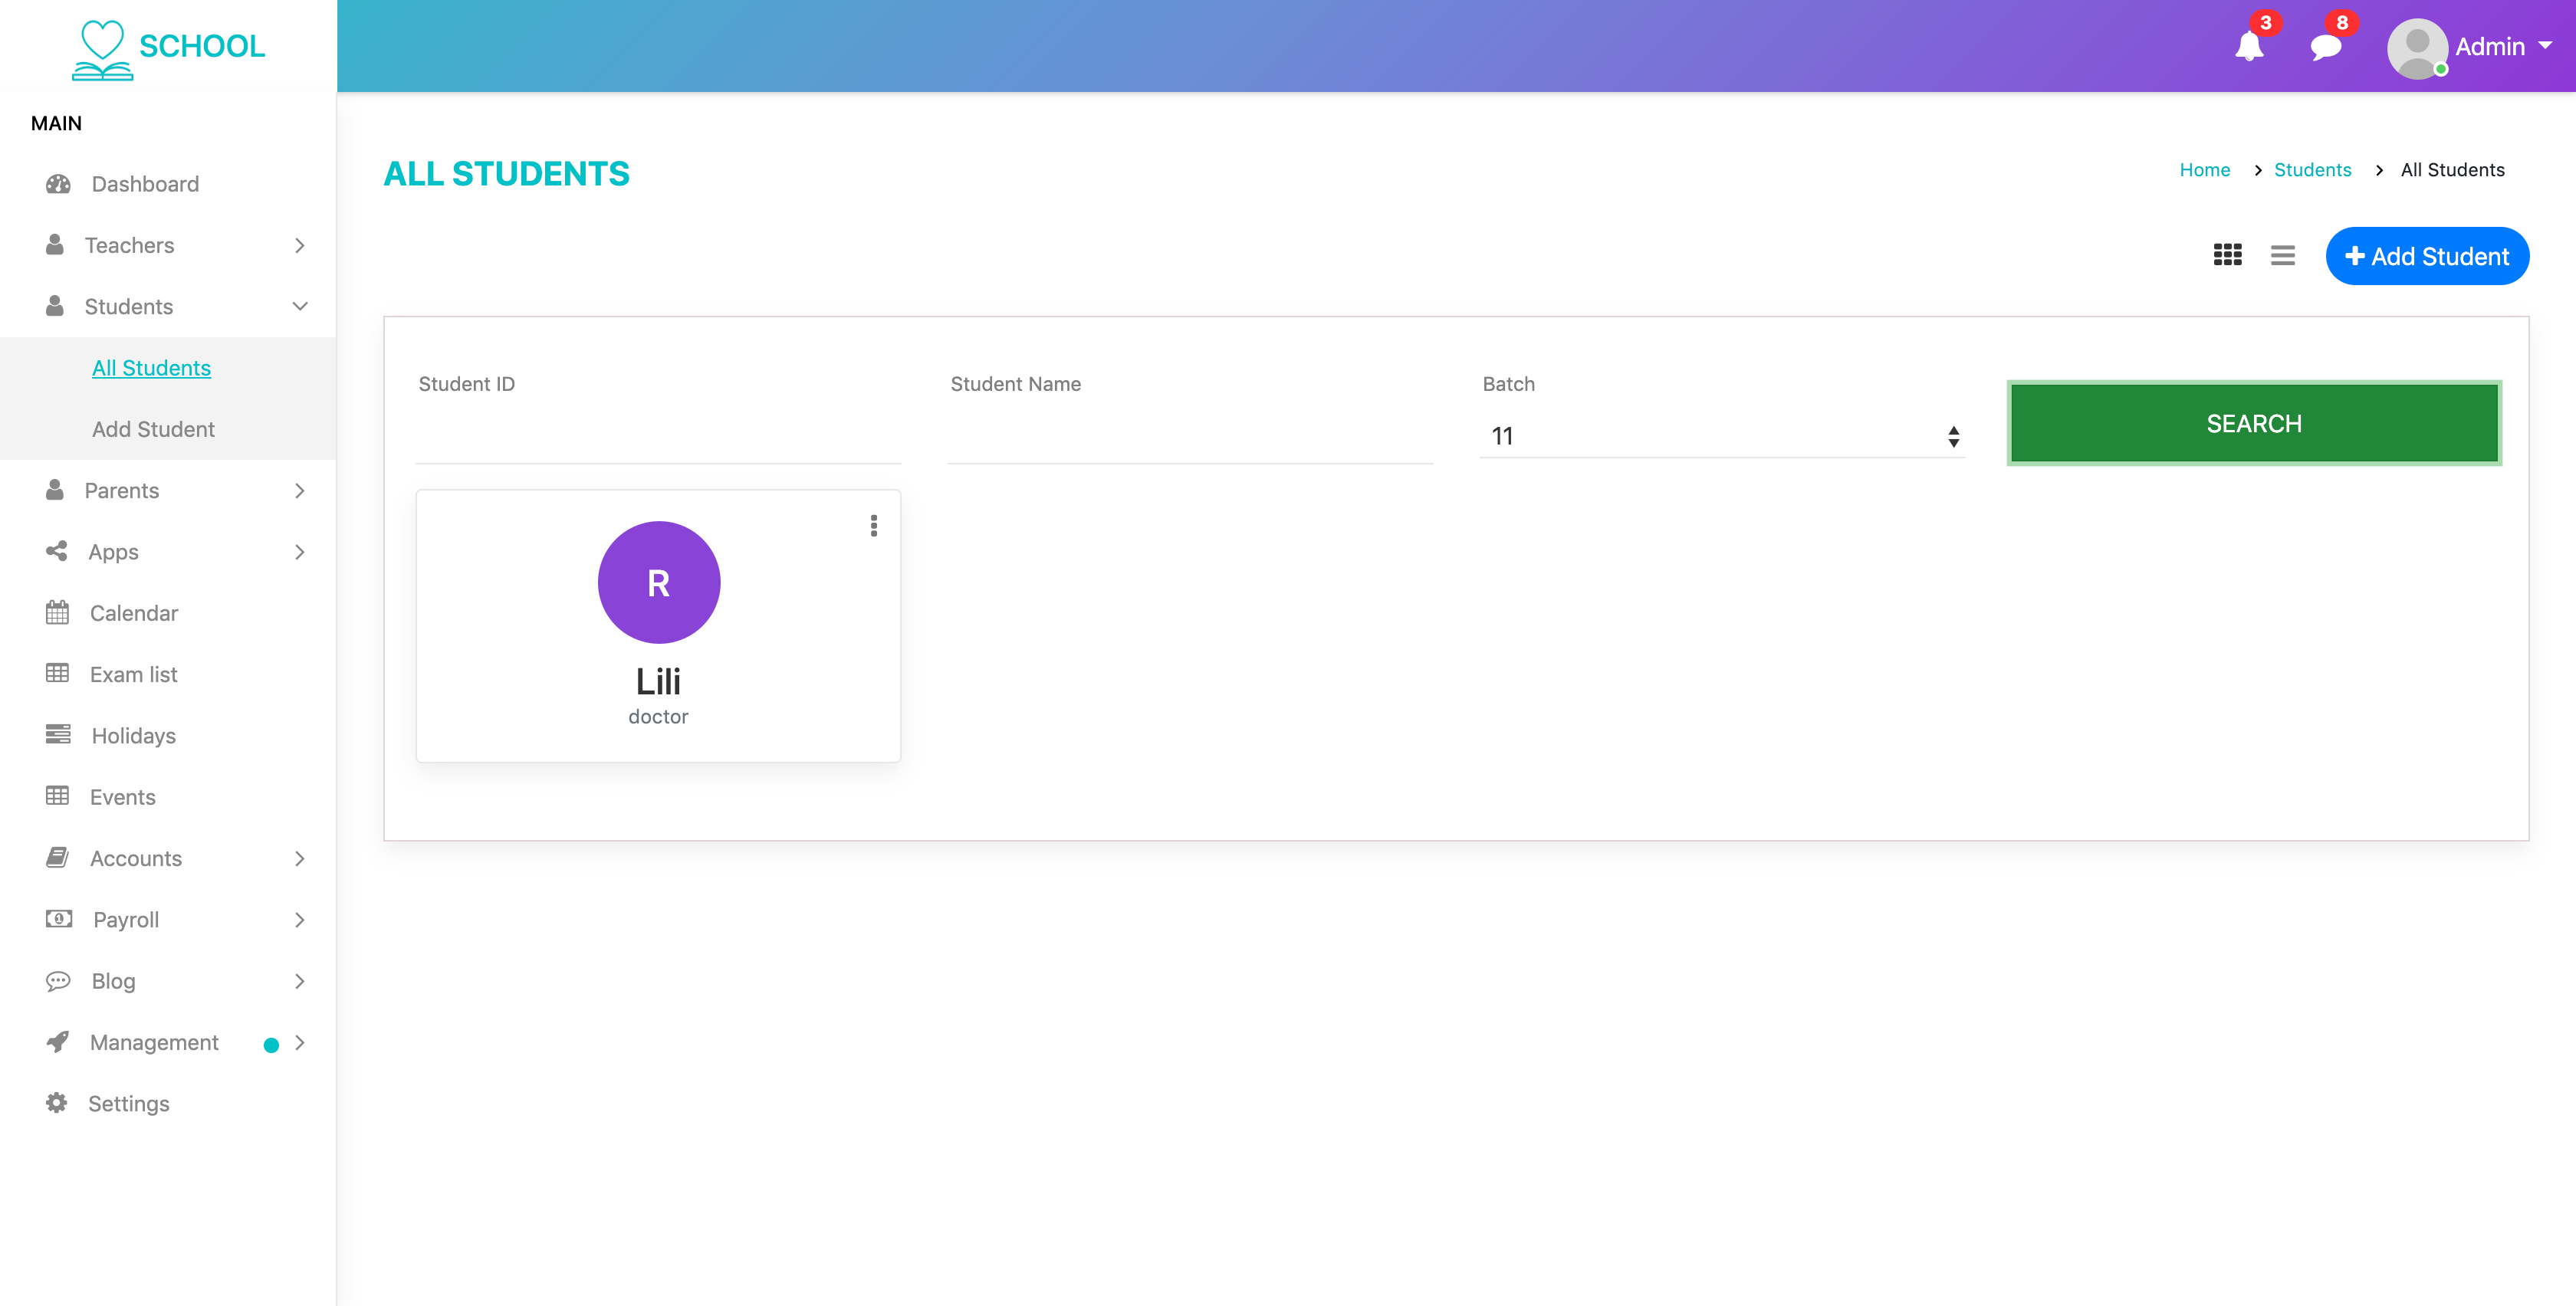 SCHOOL
3
8
Admin
MAIN
Dashboard
Teachers
Students
All Students
Add Student
Parents
Apps
Calendar
Exam list
Holidays
Events
Accounts
Payroll
Blog
Management
Settings
ALL STUDENTS
Home > Students > All Students
Add Student
Student ID
Student Name
Batch
11
SEARCH
R
Lili
doctor